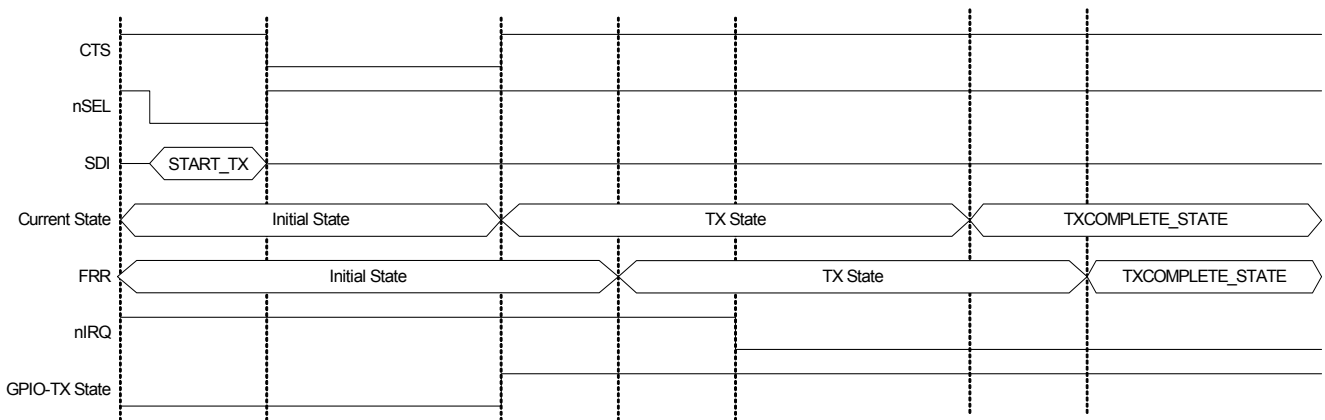 CTS
nSEL
SDI START_TX
Current State Initial State TX State TXCOMPLETE_STATE
FRR Initial State TX State TXCOMPLETE_STATE
nIRQ
GPIO-TX State